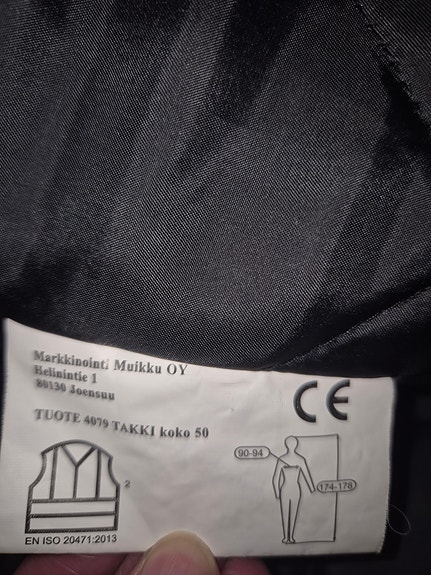 Markkinointi Muikku OY
Helinintie 1
80130 Joensuu
CE
TUOTE 4079 TAKKI koko 50
90-94
174-178
2
EN ISO 20471:2013